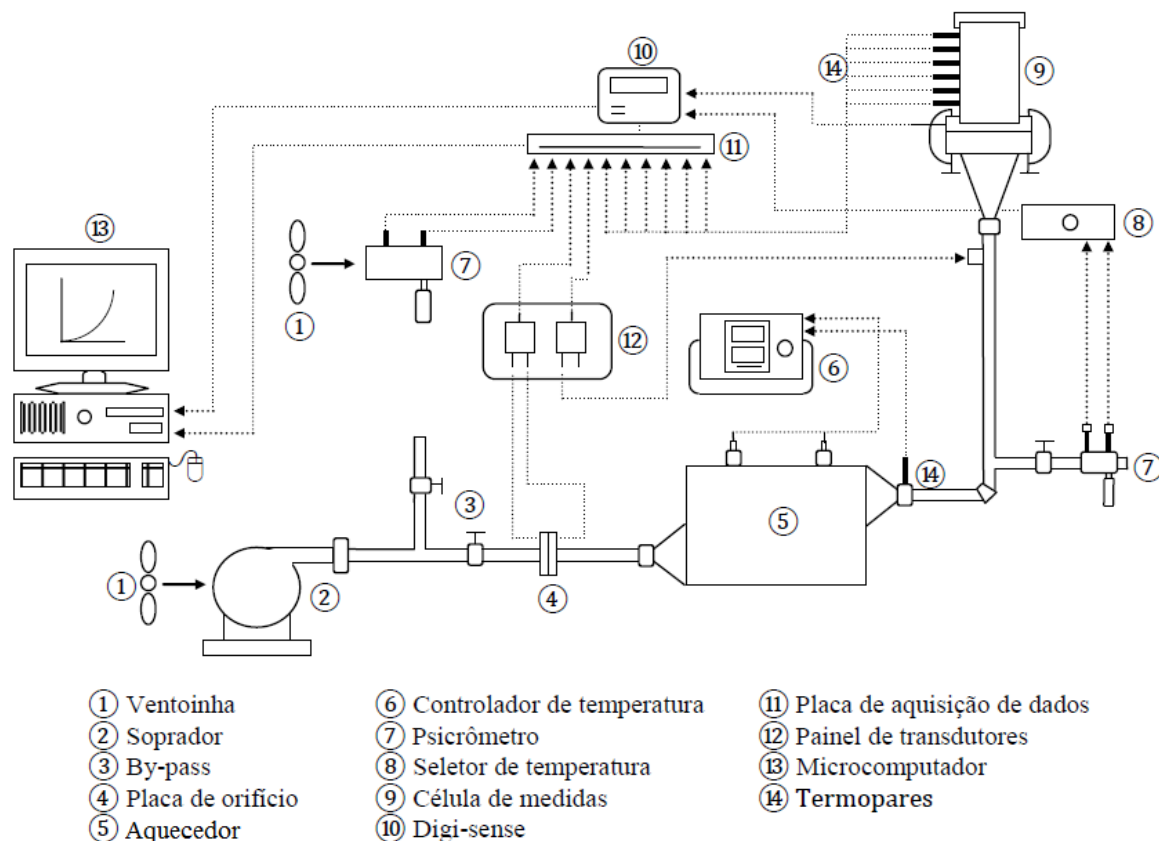 ⑩
⑭
⑨
⑪
⑧
⑬
⑦
①
⑫
⑥
⑭
⑦
③
⑤
①
②
④
① Ventoinha
② Soprador
③ By-pass
④ Placa de orifício
⑤ Aquecedor
⑥ Controlador de temperatura
⑦ Psicrômetro
⑧ Seletor de temperatura
⑨ Célula de medidas
⑩ Digi-sense
⑪ Placa de aquisição de dados
⑫ Painel de transdutores
⑬ Microcomputador
⑭ Termopares